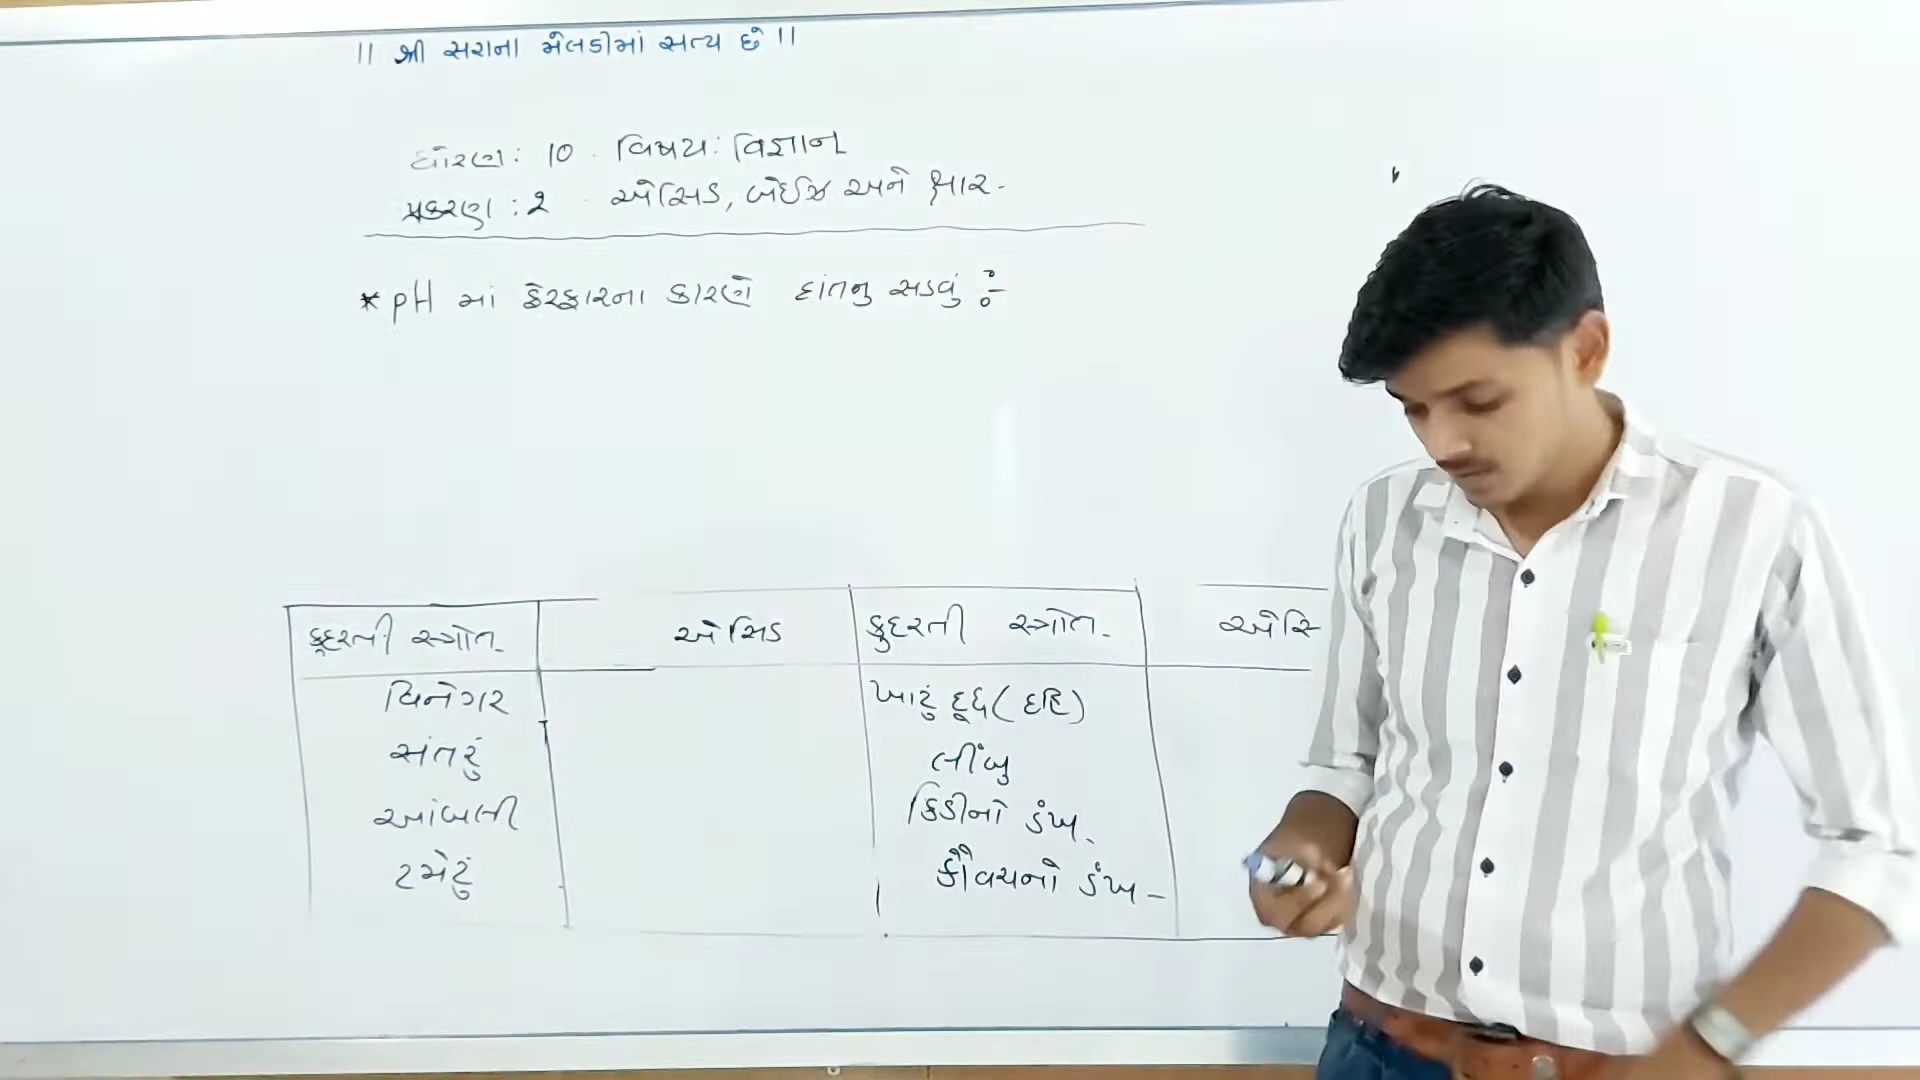 || શ્રી સરાના મેલડીમાં સત્ય છે ||
ધોરણ : 10 . વિષય : વિજ્ઞાન
પ્રકરણ : 2 . એસિડ, બેઈઝ અને ક્ષાર.
* pH માં ફેરફારના કારણે દાંતનુ સડવું :-
કુદરતી સ્ત્રોત. એસિડ કુદરતી સ્ત્રોત. એસિ
વિનેગર ખાટું દૂધ (દહિં)
સંતરું લીંબુ
આંબલી કિડીનો ડંખ.
ટમેટું કૌવચનો ડંખ -